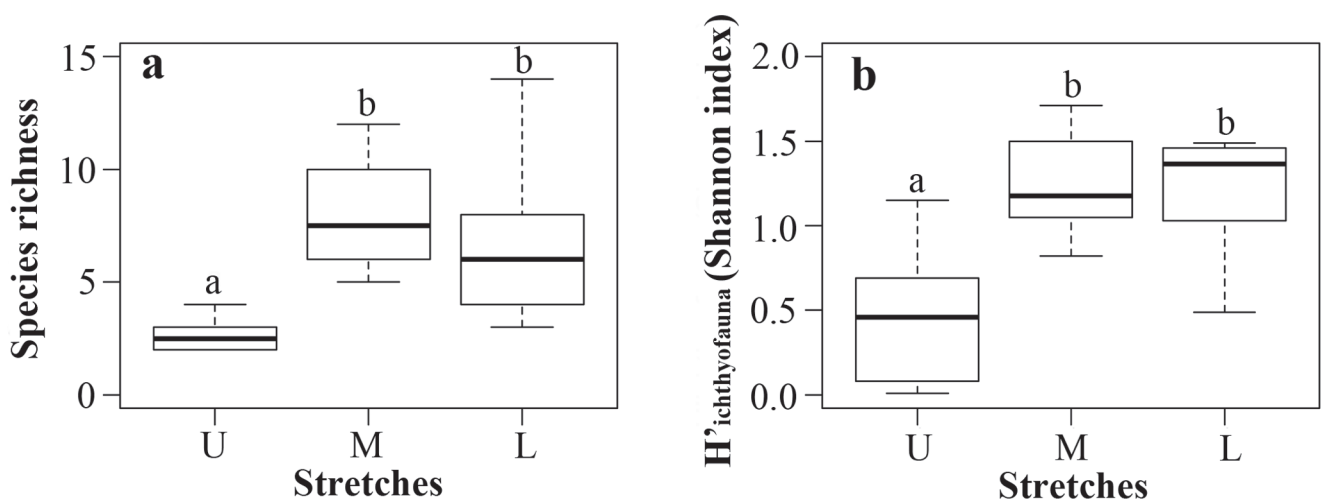 a
Species richness
15
10
5
0
a
b
b
U M L
Stretches
b
H'ichthyofauna (Shannon index)
2.0
1.5
1.0
0.5
0.0
a
b
b
U M L
Stretches